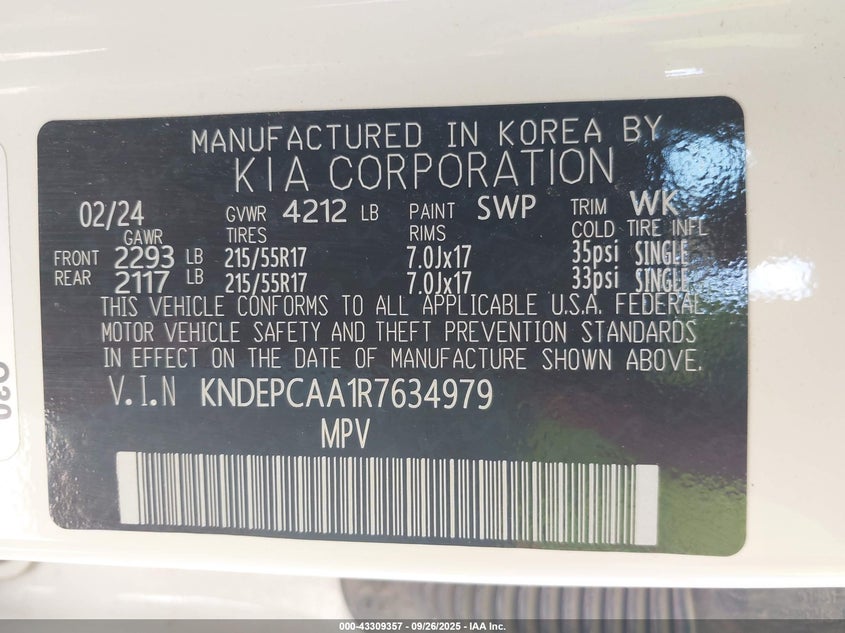 MANUFACTURED IN KOREA BY
KIA CORPORATION
02/24 GVWR 4212 LB PAINT SWP TRIM WK
GAWR TIRES RIMS COLD TIRE INFL
FRONT 2293 LB 215/55R17 7.0Jx17 35psi SINGLE
REAR 2117 LB 215/55R17 7.0Jx17 33psi SINGLE
THIS VEHICLE CONFORMS TO ALL APPLICABLE U.S.A. FEDERAL
MOTOR VEHICLE SAFETY AND THEFT PREVENTION STANDARDS
IN EFFECT ON THE DATE OF MANUFACTURE SHOWN ABOVE.
V.I.N KNDEPCAA1R7634979
MPV
000-43309357 - 09/26/2025 - IAA Inc.